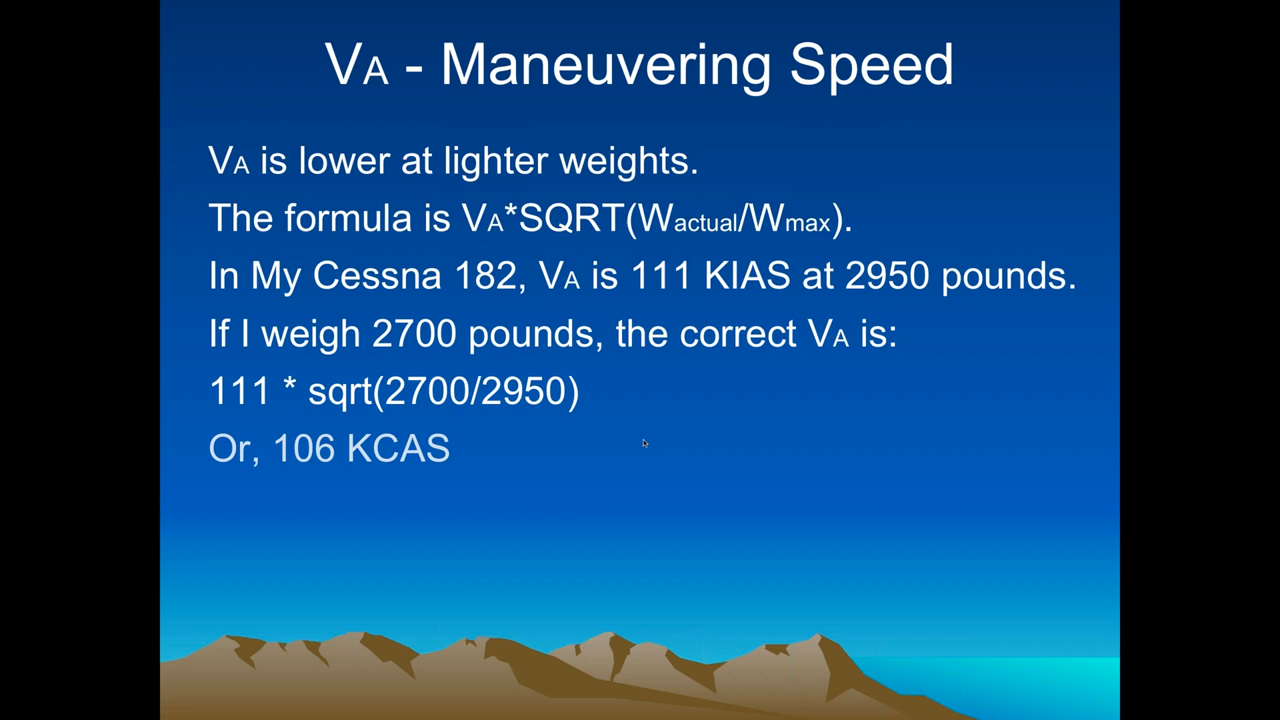 VA - Maneuvering Speed
VA is lower at lighter weights.
The formula is VA*SQRT(Wactual/Wmax).
In My Cessna 182, VA is 111 KIAS at 2950 pounds.
If I weigh 2700 pounds, the correct VA is:
111 * sqrt(2700/2950)
Or, 106 KCAS